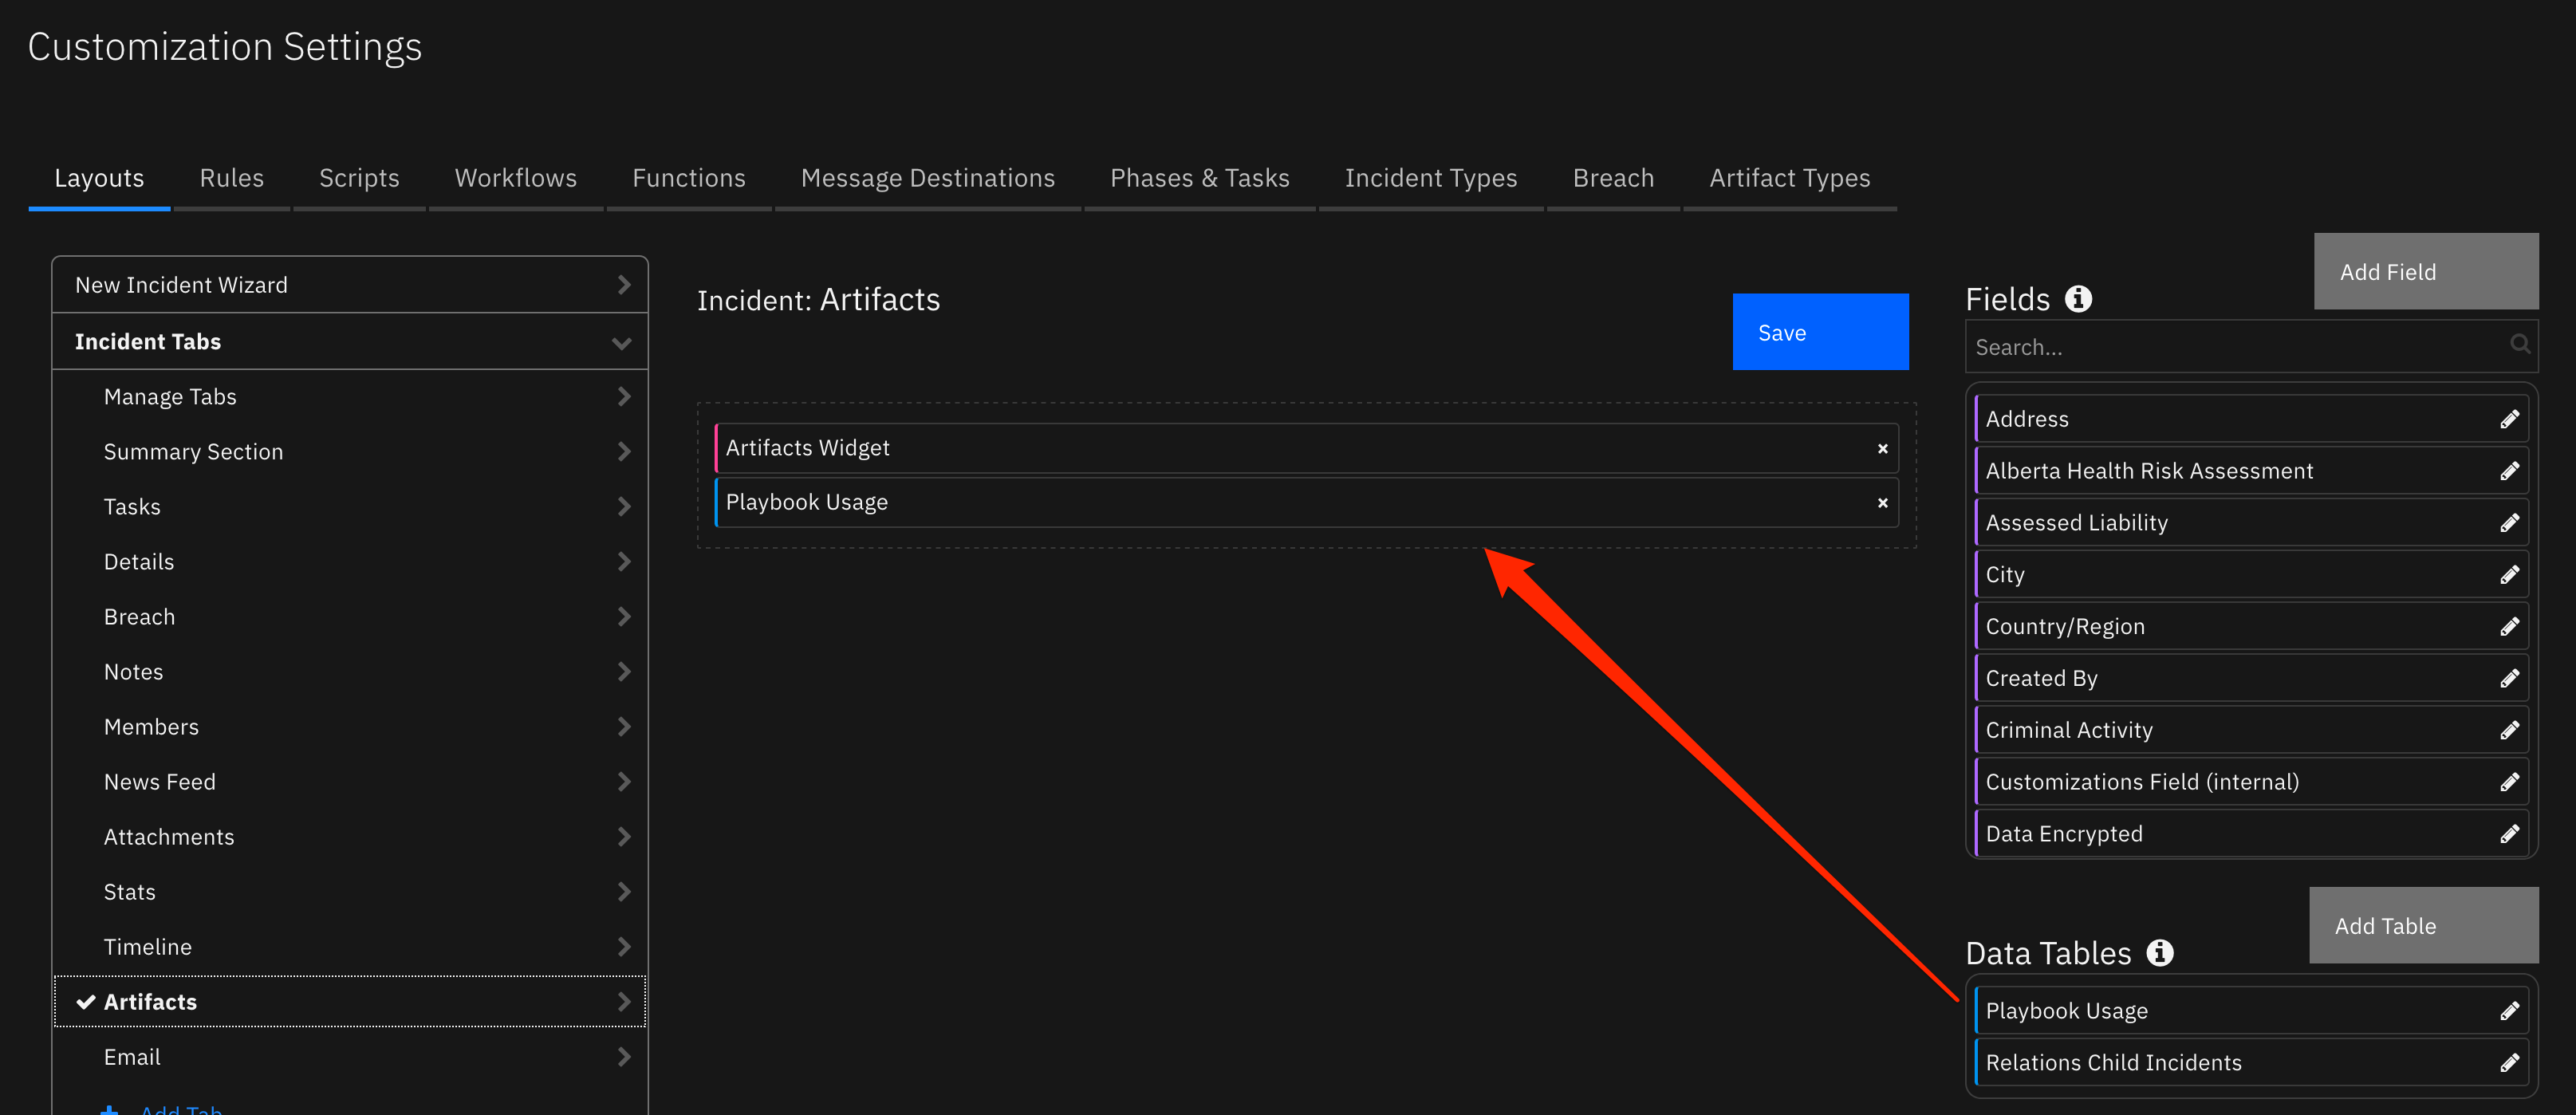 Customization Settings
Layouts
Rules
Scripts
Workflows
Functions
Message Destinations
Phases & Tasks
Incident Types
Breach
Artifact Types
New Incident Wizard
Incident Tabs
Manage Tabs
Summary Section
Tasks
Details
Breach
Notes
Members
News Feed
Attachments
Stats
Timeline
Artifacts
Email
Add Tab
Incident: Artifacts
Save
Artifacts Widget
Playbook Usage
Add Field
Fields
Search...
Address
Alberta Health Risk Assessment
Assessed Liability
City
Country/Region
Created By
Criminal Activity
Customizations Field (internal)
Data Encrypted
Add Table
Data Tables
Playbook Usage
Relations Child Incidents